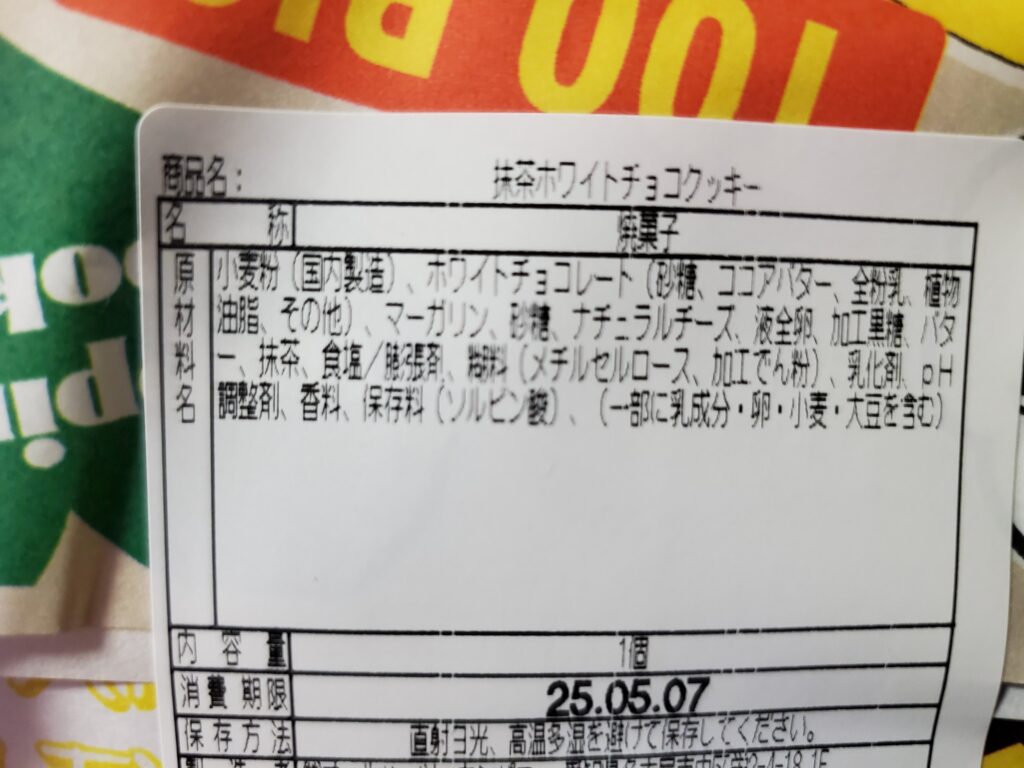 商品名： 抹茶ホワイトチョコクッキー
名称 焼菓子
原材料名 小麦粉（国内製造）、ホワイトチョコレート（砂糖、ココアバター、全粉乳、植物
油脂、その他）、マーガリン、砂糖、ナチュラルチーズ、液全卵、加工黒糖、バタ
ー、抹茶、食塩／膨張剤、糊料（メチルセルロース、加工でん粉）、乳化剤、pH
調整剤、香料、保存料（ソルビン酸）、（一部に乳成分・卵・小麦・大豆を含む）
内容量 1個
消費期限 25.05.07
保存方法 直射日光、高温多湿を避けて保存してください。